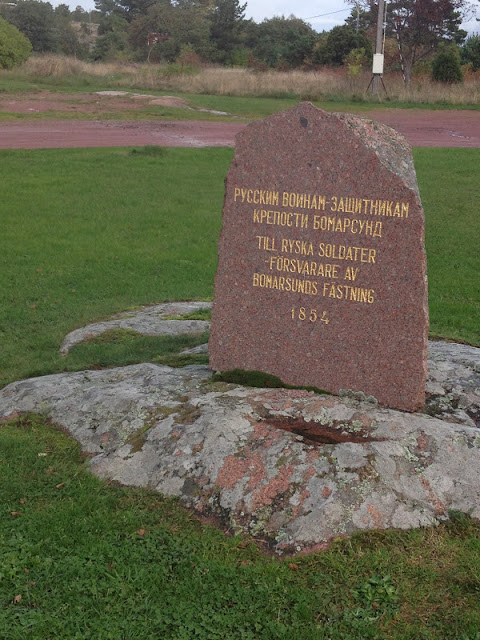 РУССКИМ ВОИНАМ-ЗАЩИТНИКАМ
КРЕПОСТИ БОМАРСУНД
TILL RYSKA SOLDATER
-FÖRSVARARE AV
BOMARSUNDS FÄSTNING
1854